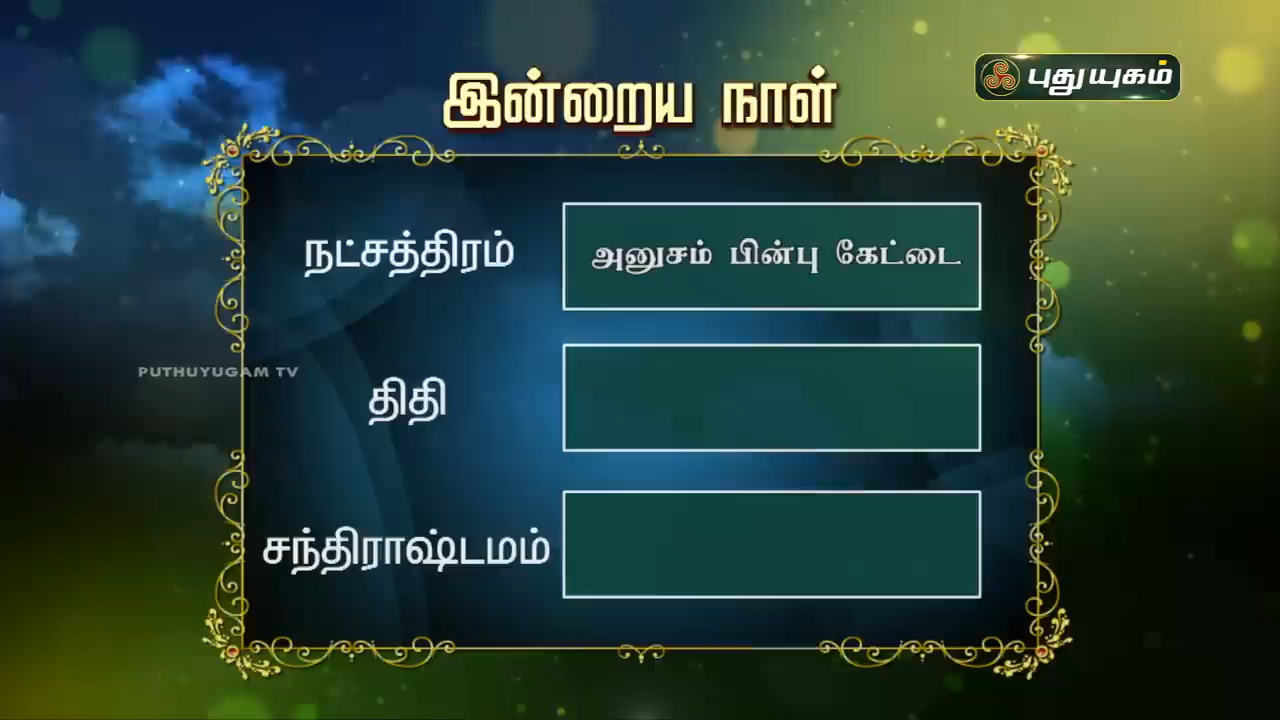 இன்றைய நாள்
புதுயுகம்
நட்சத்திரம் அனுசம் பின்பு கேட்டை
PUTHUYUGAM TV
திதி
சந்திராஷ்டமம்